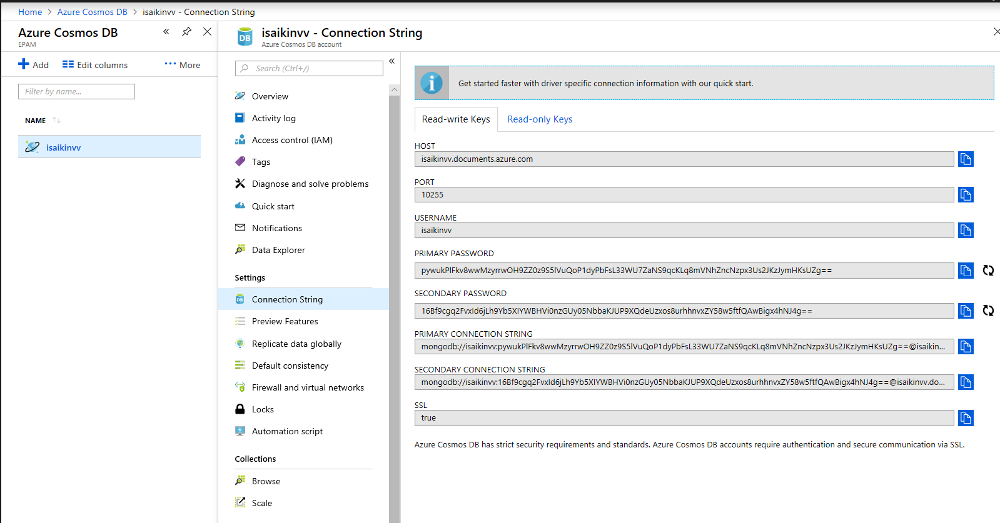 Home > Azure Cosmos DB > isaikinvv - Connection String
Azure Cosmos DB
EPAM
Add Edit columns ··· More
Filter by name...
NAME
isaikinvv
isaikinvv - Connection String
Azure Cosmos DB account
Search (Ctrl+/)
Overview
Activity log
Access control (IAM)
Tags
Diagnose and solve problems
Quick start
Notifications
Data Explorer
Settings
Connection String
Preview Features
Replicate data globally
Default consistency
Firewall and virtual networks
Locks
Automation script
Collections
Browse
Scale
Get started faster with driver specific connection information with our quick start.
Read-write Keys Read-only Keys
HOST
isaikinvv.documents.azure.com
PORT
10255
USERNAME
isaikinvv
PRIMARY PASSWORD
pywukPlFkv8wwMzyrrwOH9ZZ0z9S5lVuQoP1dyPbFsL33WU7ZaNS9qcKLq8mVNhZncNzpx3Us2JKzJymHKsUZg==
SECONDARY PASSWORD
16Bf9cgq2FvxId6jLh9Yb5XIYWBHVi0nzGUy05NbbaKJUP9XQdeUzxos8urhhnvxZY58w5ftfQAwBigx4hNJ4g==
PRIMARY CONNECTION STRING
mongodb://isaikinvv:pywukPlFkv8wwMzyrrwOH9ZZ0z9S5lVuQoP1dyPbFsL33WU7ZaNS9qcKLq8mVNhZncNzpx3Us2JKzJymHKsUZg==@isaikin...
SECONDARY CONNECTION STRING
mongodb://isaikinvv:16Bf9cgq2FvxId6jLh9Yb5XIYWBHVi0nzGUy05NbbaKJUP9XQdeUzxos8urhhnvxZY58w5ftfQAwBigx4hNJ4g==@isaikinvv.do...
SSL
true
Azure Cosmos DB has strict security requirements and standards. Azure Cosmos DB accounts require authentication and secure communication via SSL.